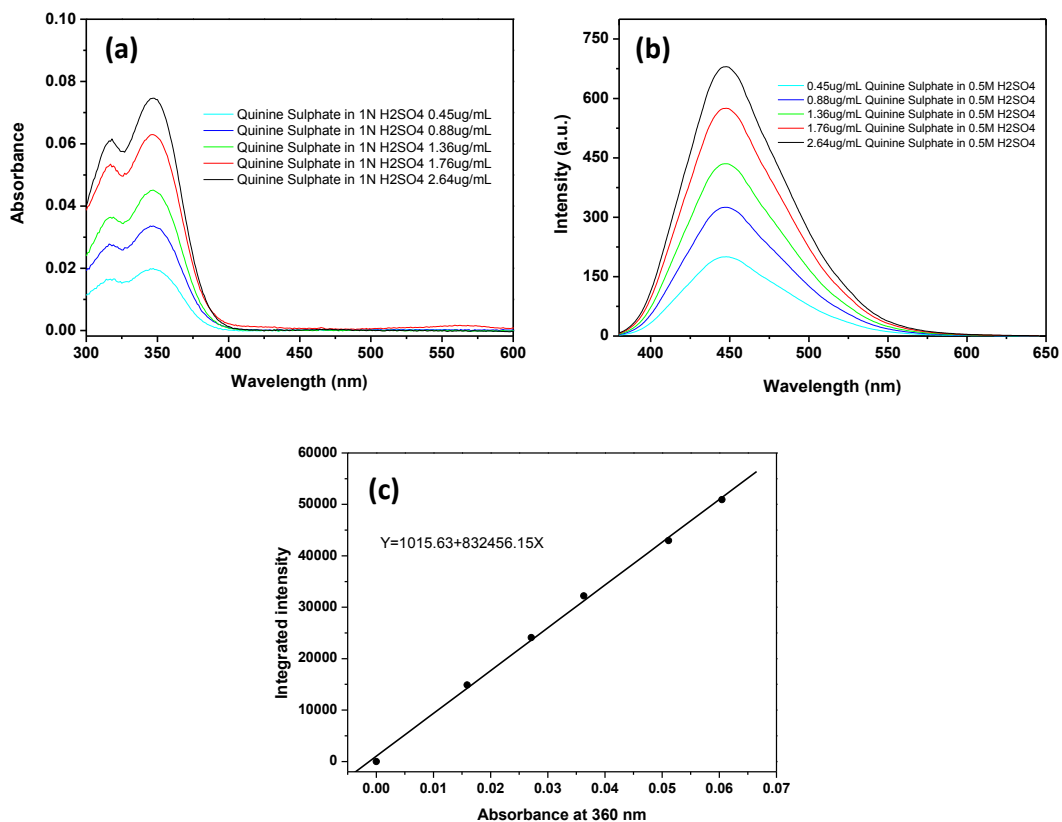 (a)
0.10
0.08
0.06
0.04
0.02
0.00
Absorbance
Quinine Sulphate in 1N H2SO4 0.45ug/mL
Quinine Sulphate in 1N H2SO4 0.88ug/mL
Quinine Sulphate in 1N H2SO4 1.36ug/mL
Quinine Sulphate in 1N H2SO4 1.76ug/mL
Quinine Sulphate in 1N H2SO4 2.64ug/mL
300 350 400 450 500 550 600
Wavelength (nm)
(b)
750
600
450
300
150
0
Intensity (a.u.)
0.45ug/mL Quinine Sulphate in 0.5M H2SO4
0.88ug/mL Quinine Sulphate in 0.5M H2SO4
1.36ug/mL Quinine Sulphate in 0.5M H2SO4
1.76ug/mL Quinine Sulphate in 0.5M H2SO4
2.64ug/mL Quinine Sulphate in 0.5M H2SO4
400 450 500 550 600 650
Wavelength (nm)
(c)
60000
50000
40000
30000
20000
10000
0
Integrated intensity
Y=1015.63+832456.15X
0.00 0.01 0.02 0.03 0.04 0.05 0.06 0.07
Absorbance at 360 nm